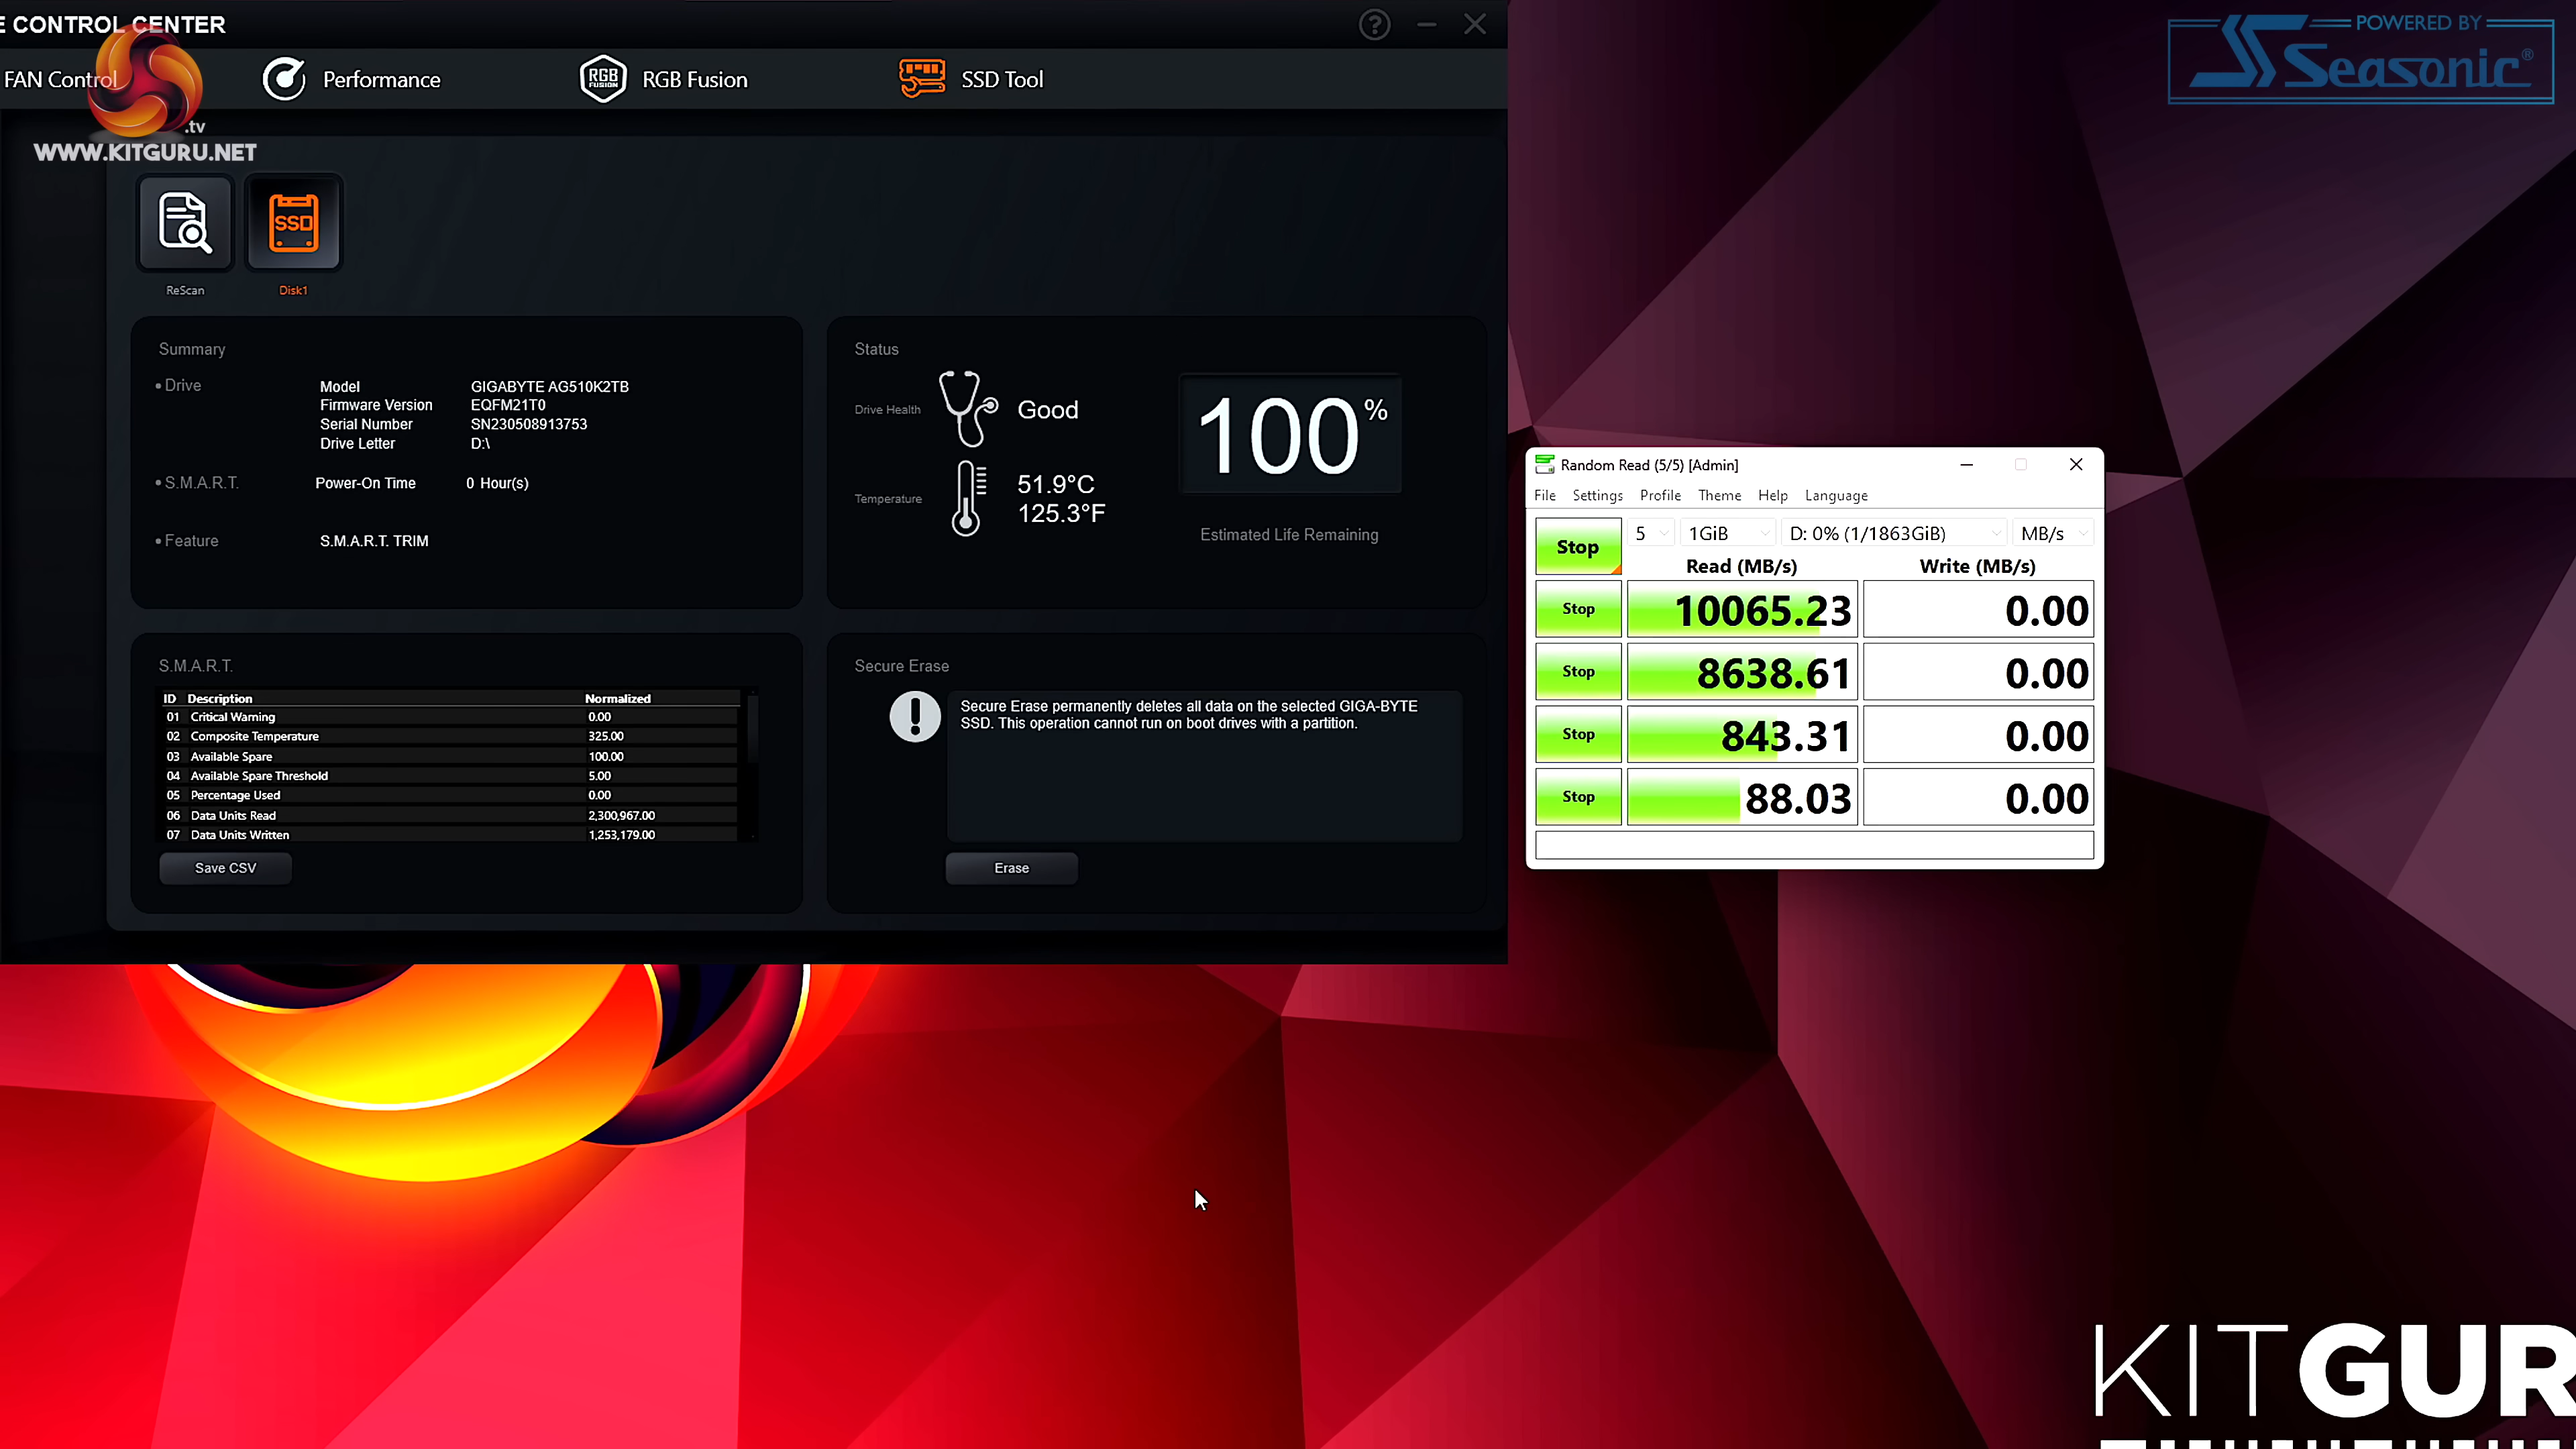 E CONTROL CENTER
FAN Control
Performance
RGB FUSION
RGB Fusion
SSD Tool
.tv
WWW.KITGURU.NET
SSD
ReScan
Disk1
Summary
• Drive
Model GIGABYTE AG510K2TB
Firmware Version EQFM21T0
Serial Number SN230508913753
Drive Letter D:\
• S.M.A.R.T. Power-On Time 0 Hour(s)
• Feature S.M.A.R.T. TRIM
Status
Drive Health Good
Temperature 51.9°C
125.3°F
100%
Estimated Life Remaining
S.M.A.R.T.
ID Description Normalized
01 Critical Warning 0.00
02 Composite Temperature 325.00
03 Available Spare 100.00
04 Available Spare Threshold 5.00
05 Percentage Used 0.00
06 Data Units Read 2,300,967.00
07 Data Units Written 1,253,179.00
Save CSV
Secure Erase
Secure Erase permanently deletes all data on the selected GIGA-BYTE
SSD. This operation cannot run on boot drives with a partition.
Erase
POWERED BY
Seasonic®
Random Read (5/5) [Admin]
File Settings Profile Theme Help Language
Stop 5 1GiB D: 0% (1/1863GiB) MB/s
Read (MB/s) Write (MB/s)
Stop 10065.23 0.00
Stop 8638.61 0.00
Stop 843.31 0.00
Stop 88.03 0.00
KITGUR